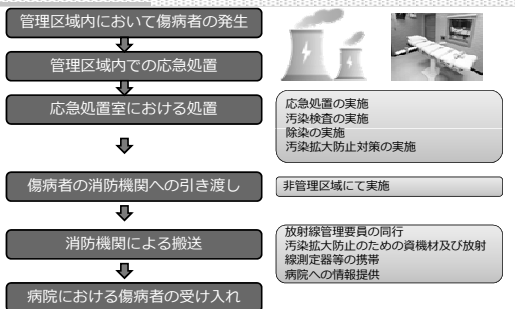 管理区域内において傷病者の発生
管理区域内での応急処置
応急処置室における処置
応急処置の実施
汚染検査の実施
除染の実施
汚染拡大防止対策の実施
傷病者の消防機関への引き渡し
非管理区域にて実施
消防機関による搬送
放射線管理要員の同行
汚染拡大防止のための資機材及び放射
線測定器等の携帯
病院への情報提供
病院における傷病者の受け入れ